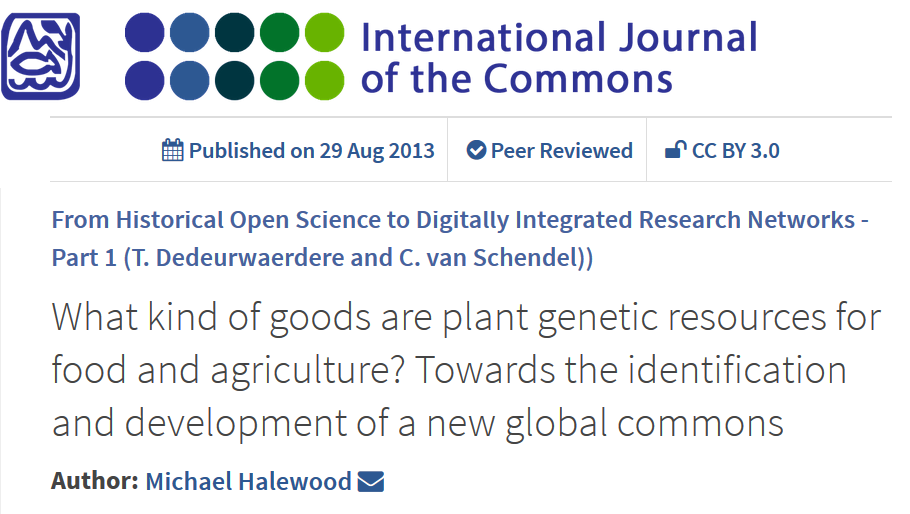 International Journal
of the Commons
Published on 29 Aug 2013
Peer Reviewed
CC BY 3.0
From Historical Open Science to Digitally Integrated Research Networks -
Part 1 (T. Dedeurwaerdere and C. van Schendel))
What kind of goods are plant genetic resources for
food and agriculture? Towards the identification
and development of a new global commons
Author: Michael Halewood